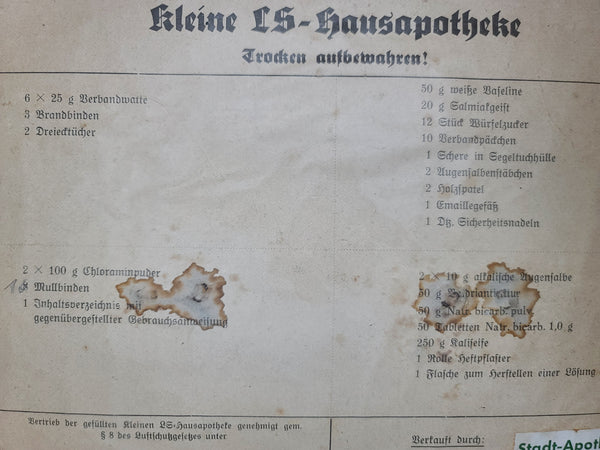 Kleine LS-Hausapotheke
Trocken aufbewahren!
6 × 25 g Verbandwatte
3 Brandbinden
2 Dreiecktücher
50 g weiße Vaseline
20 g Salmiakgeist
12 Stück Würfelzucker
10 Verbandpäckchen
1 Schere in Segeltuchhülle
2 Augensalbenstäbchen
2 Holzspatel
1 Emaillegefäß
1 Dtz. Sicherheitsnadeln
2 × 100 g Chloraminpuder
Mullbinden
1 Inhaltsverzeichnis mit
gegenübergestellter Gebrauchsanweisung
2 × 10 g alkalische Augensalbe
50 g
50 g Natr. bicarb. pulv.
50 Tabletten Natr. bicarb. 1,0 g
250 g Kaliseife
1 Rolle Heftpflaster
1 Flasche zum Herstellen einer Lösung
Vertrieb der gefüllten Kleinen LS-Hausapotheke genehmigt gem.
§ 8 des Luftschutzgesetzes unter
Verkauft durch:
Stadt-Apoth